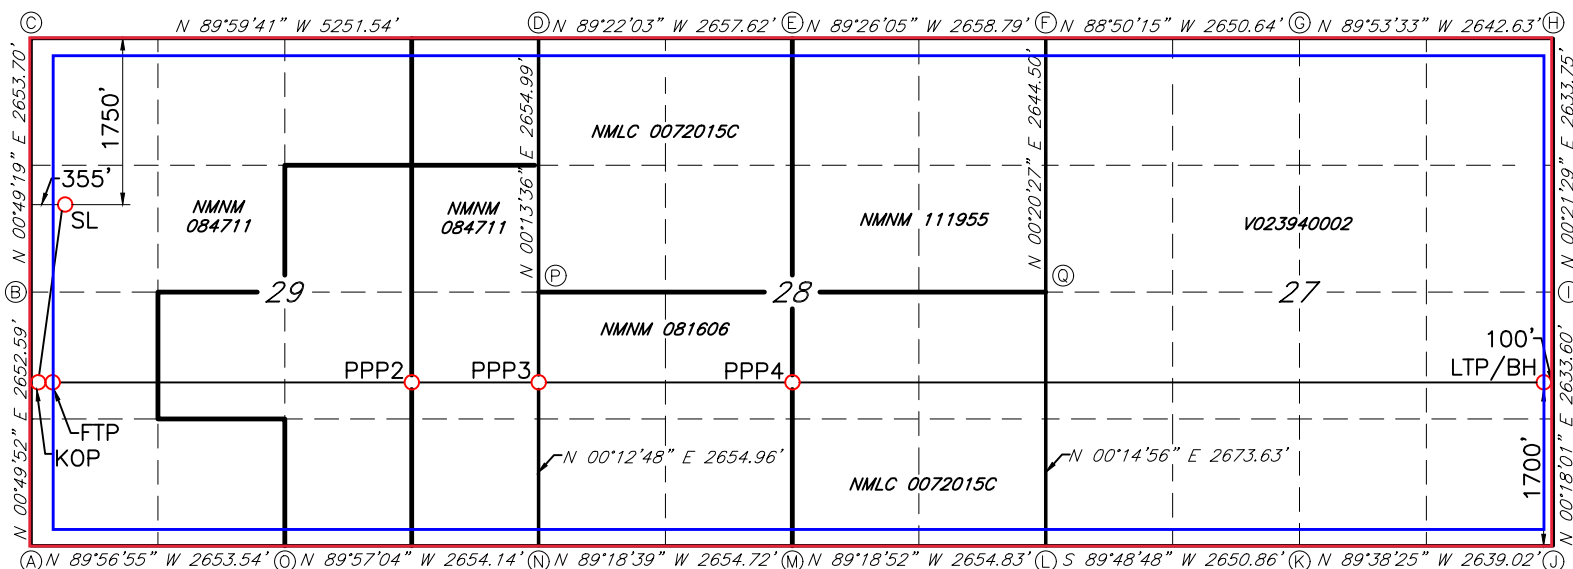 C N 89°59'41" W 5251.54' D N 89°22'03" W 2657.62' E N 89°26'05" W 2658.79' F N 88°50'15" W 2650.64' G N 89°53'33" W 2642.63' H
N 00°49'19" E 2653.70'
1750'
N 00°13'36" E 2654.99'
N 00°20'27" E 2644.50'
N 00°21'29" E 2633.75'
NMLC 0072015C
355'
SL
NMNM
084711
NMNM
084711
NMNM 111955
V023940002
P
Q
B
29
28
27
I
NMNM 081606
100'
PPP2
PPP3
PPP4
LTP/BH
FTP
KOP
N 00°49'52" E 2652.59'
N 00°12'48" E 2654.96'
N 00°14'56" E 2673.63'
NMLC 0072015C
1700'
N 00°18'01" E 2633.60'
A N 89°56'55" W 2653.54' O N 89°57'04" W 2654.14' N N 89°18'39" W 2654.72' M N 89°18'52" W 2654.83' L S 89°48'48" W 2650.86' K N 89°38'25" W 2639.02' J